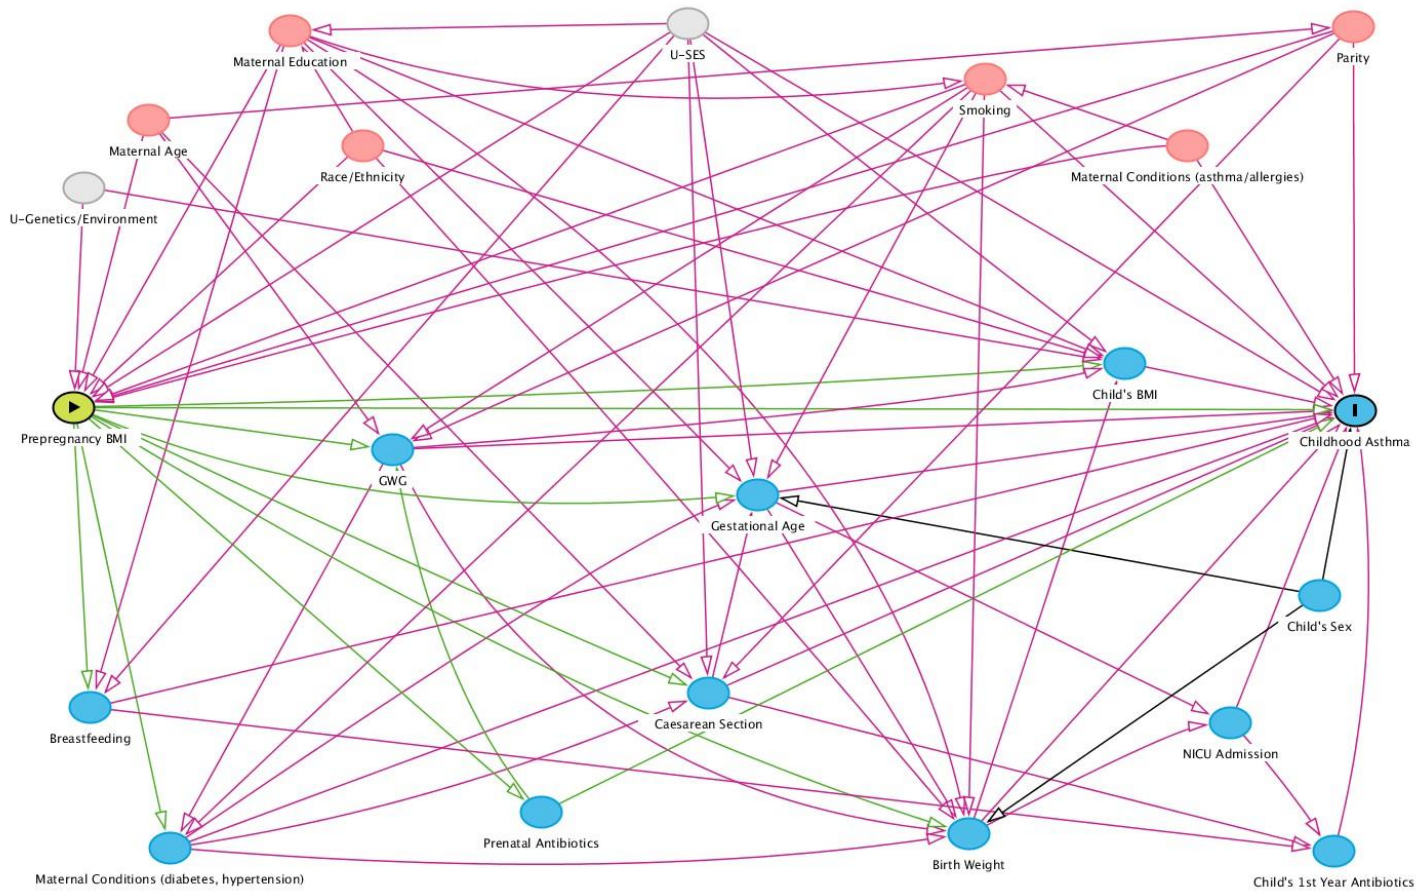 Maternal Education
U-SES
Parity
Smoking
Maternal Age
Race/Ethnicity
Maternal Conditions (asthma/allergies)
U-Genetics/Environment
Child's BMI
Prepregnancy BMI
Childhood Asthma
GWG
Gestational Age
Child's Sex
Breastfeeding
Caesarean Section
NICU Admission
Prenatal Antibiotics
Birth Weight
Maternal Conditions (diabetes, hypertension)
Child's 1st Year Antibiotics